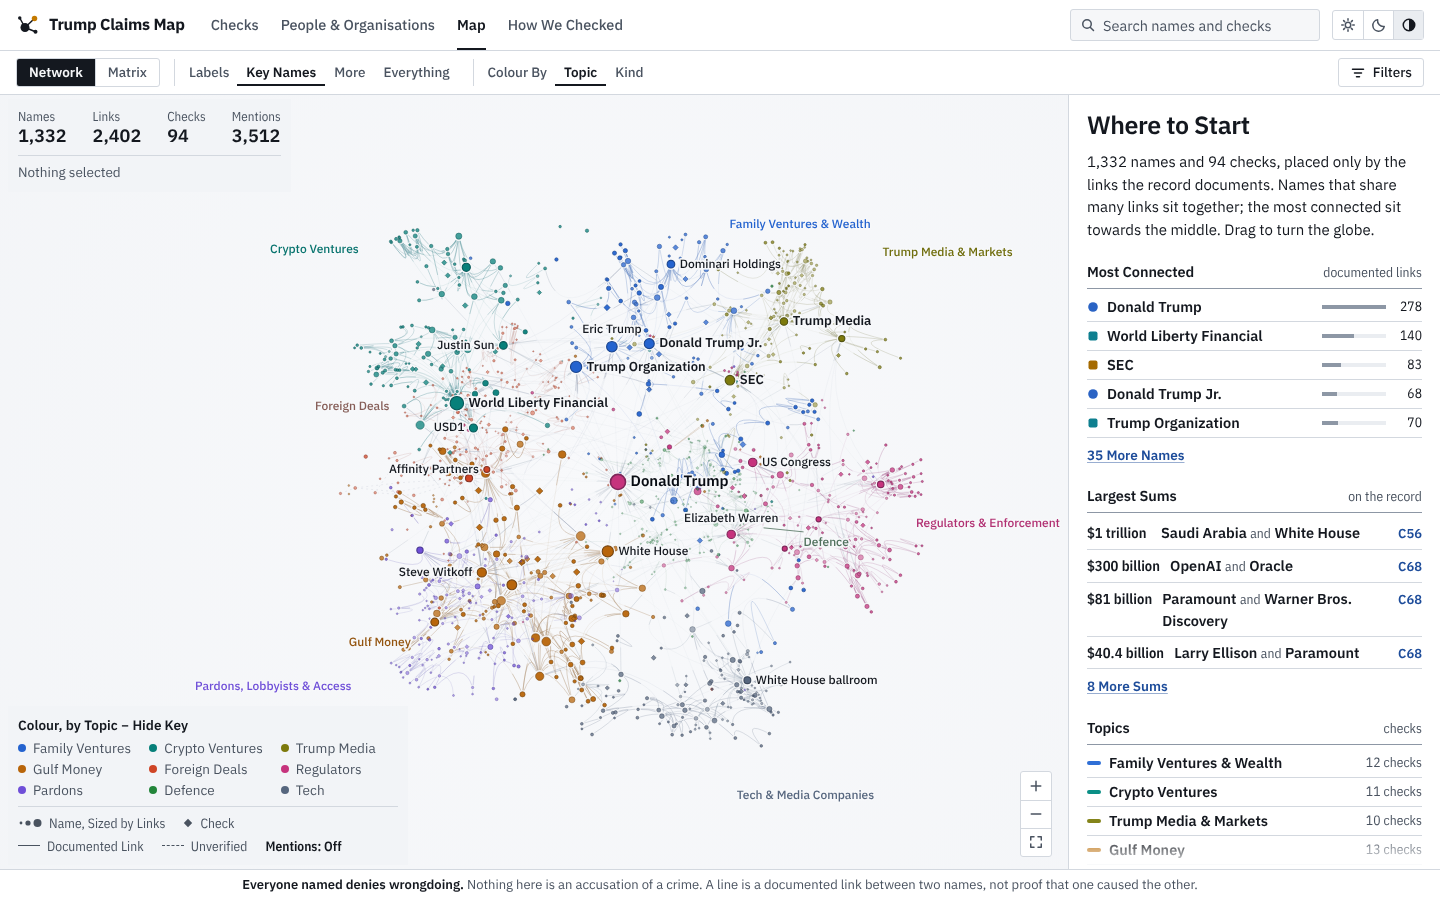 Trump Claims Map
Checks
People & Organisations
Map
How We Checked
Search names and checks
Network
Matrix
Labels
Key Names
More
Everything
Colour By
Topic
Kind
Filters
Names
Links
Checks
Mentions
1,332
2,402
94
3,512
Nothing selected
Family Ventures & Wealth
Crypto Ventures
Trump Media & Markets
Dominari Holdings
Trump Media
Eric Trump
Justin Sun
Donald Trump Jr.
Trump Organization
SEC
World Liberty Financial
Foreign Deals
USD1
US Congress
Affinity Partners
Donald Trump
Elizabeth Warren
Regulators & Enforcement
Defence
White House
Steve Witkoff
Gulf Money
White House ballroom
Pardons, Lobbyists & Access
Tech & Media Companies
Colour, by Topic – Hide Key
Family Ventures
Crypto Ventures
Trump Media
Gulf Money
Foreign Deals
Regulators
Pardons
Defence
Tech
Name, Sized by Links
Check
Documented Link
Unverified
Mentions: Off
Where to Start
1,332 names and 94 checks, placed only by the
links the record documents. Names that share
many links sit together; the most connected sit
towards the middle. Drag to turn the globe.
Most Connected
documented links
Donald Trump
278
World Liberty Financial
140
SEC
83
Donald Trump Jr.
68
Trump Organization
70
35 More Names
Largest Sums
on the record
$1 trillion Saudi Arabia and White House C56
$300 billion OpenAI and Oracle C68
$81 billion Paramount and Warner Bros. C68
Discovery
$40.4 billion Larry Ellison and Paramount C68
8 More Sums
Topics
checks
Family Ventures & Wealth
12 checks
Crypto Ventures
11 checks
Trump Media & Markets
10 checks
Gulf Money
13 checks
Everyone named denies wrongdoing. Nothing here is an accusation of a crime. A line is a documented link between two names, not proof that one caused the other.